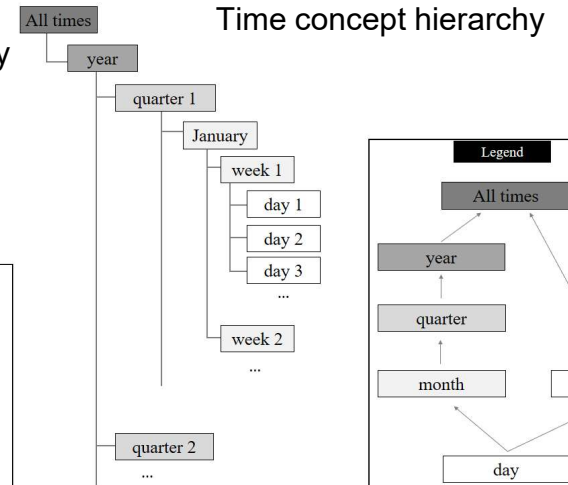 Time concept hierarchy
All times
y
year
quarter 1
January
week 1
day 1
day 2
day 3
...
week 2
...
quarter 2
...
Legend
All times
year
quarter
month
day